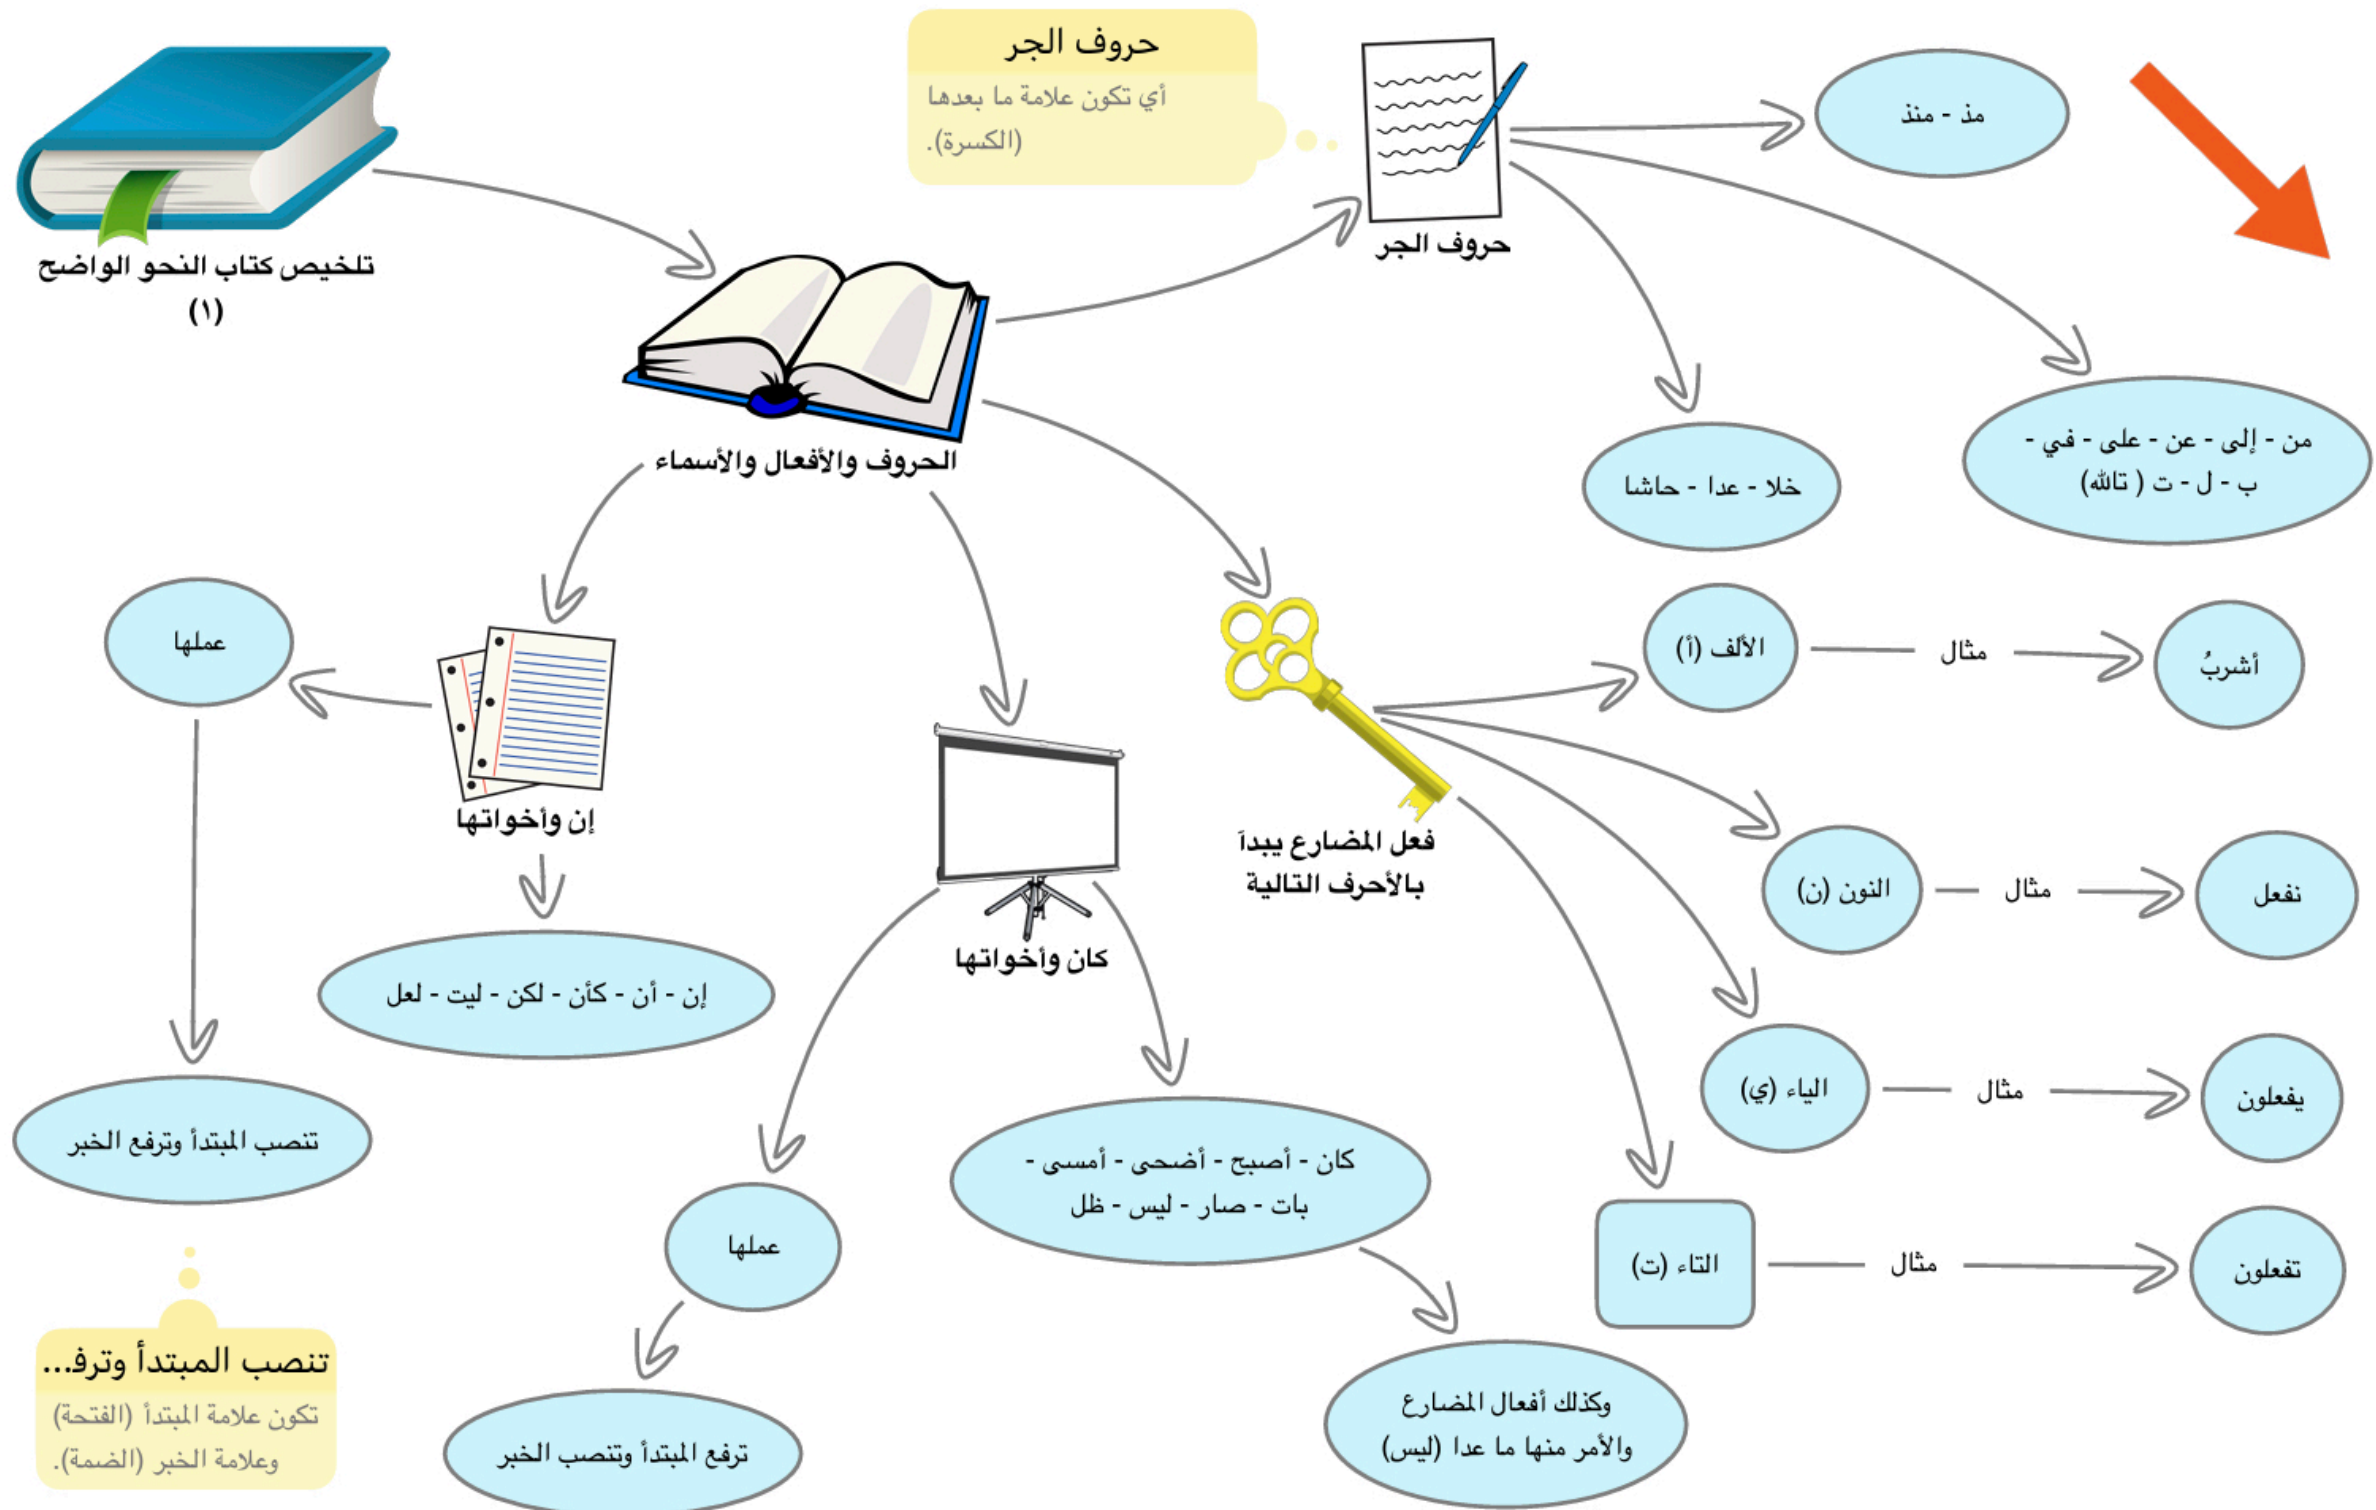 تلخيص كتاب النحو الواضح
(١)
الحروف والأفعال والأسماء
حروف الجر
أي تكون علامة ما بعدها
(الكسرة).
حروف الجر
مذ - منذ
من - إلى - عن - على - في -
ب - ل - ت ( تالله)
خلا - عدا - حاشا
فعل المضارع يبدآ
بالأحرف التالية
الألف (أ)
مثال
أشربُ
النون (ن)
مثال
نفعل
الياء (ي)
مثال
يفعلون
التاء (ت)
مثال
تفعلون
كان وأخواتها
كان - أصبح - أضحى - أمسى -
بات - صار - ليس - ظل
وكذلك أفعال المضارع
والأمر منها ما عدا (ليس)
عملها
ترفع المبتدأ وتنصب الخبر
إن وأخواتها
إن - أن - كأن - لكن - ليت - لعل
عملها
تنصب المبتدأ وترفع الخبر
تنصب المبتدأ وترف...
تكون علامة المبتدأ (الفتحة)
وعلامة الخبر (الضمة).